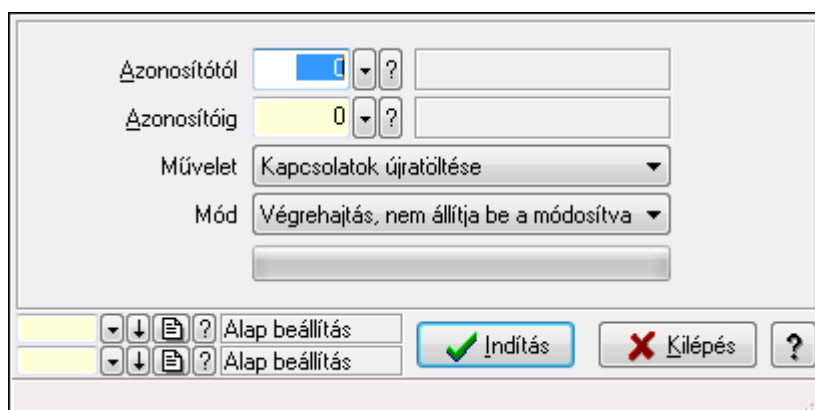 Azonosítótól 0 ?
Azonosítóig 0 ?
Művelet Kapcsolatok újratöltése
Mód Végrehajtás, nem állítja be a módosítva
? Alap beállítás
? Alap beállítás
Indítás Kilépés ?